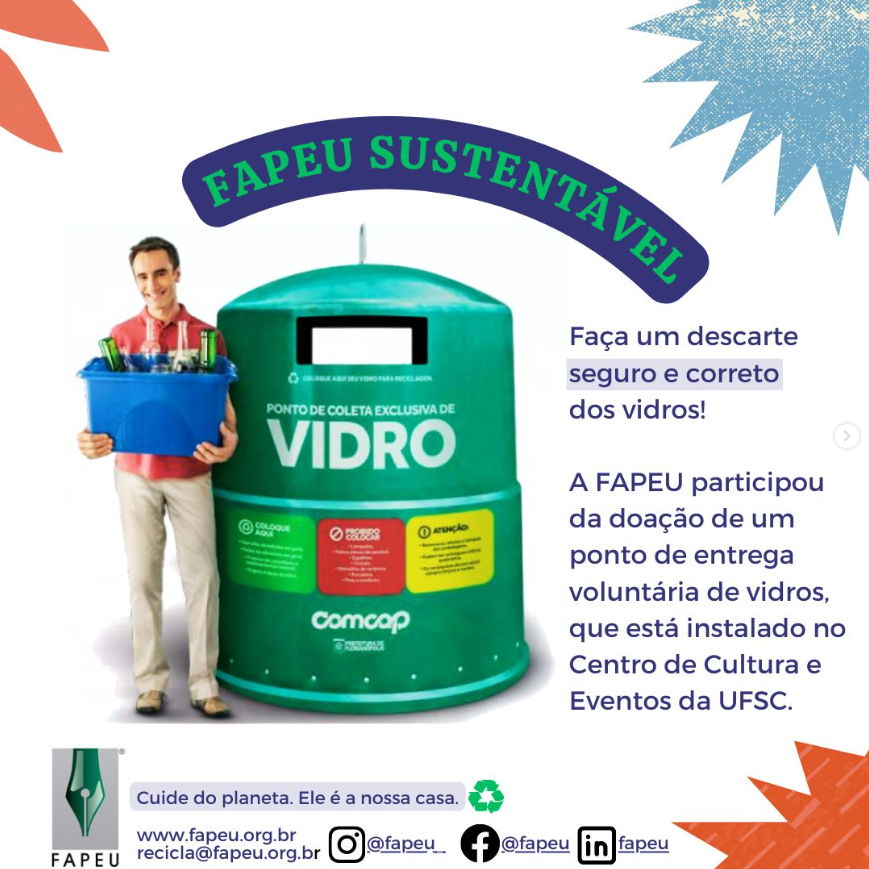 FAPEU SUSTENTÁVEL
COLOQUE AQUI SEU VIDRO PARA RECICLAGEM.
PONTO DE COLETA EXCLUSIVA DE
VIDRO
COLOQUE
AQUI
PROIBIDO
COLOCAR
ATENÇÃO:
comcap
PREFEITURA DE
FLORIANÓPOLIS
Faça um descarte
seguro e correto
dos vidros!
A FAPEU participou
da doação de um
ponto de entrega
voluntária de vidros,
que está instalado no
Centro de Cultura e
Eventos da UFSC.
Cuide do planeta. Ele é a nossa casa.
www.fapeu.org.br
recicla@fapeu.org.br
@fapeu_
@fapeu
fapeu
FAPEU
®